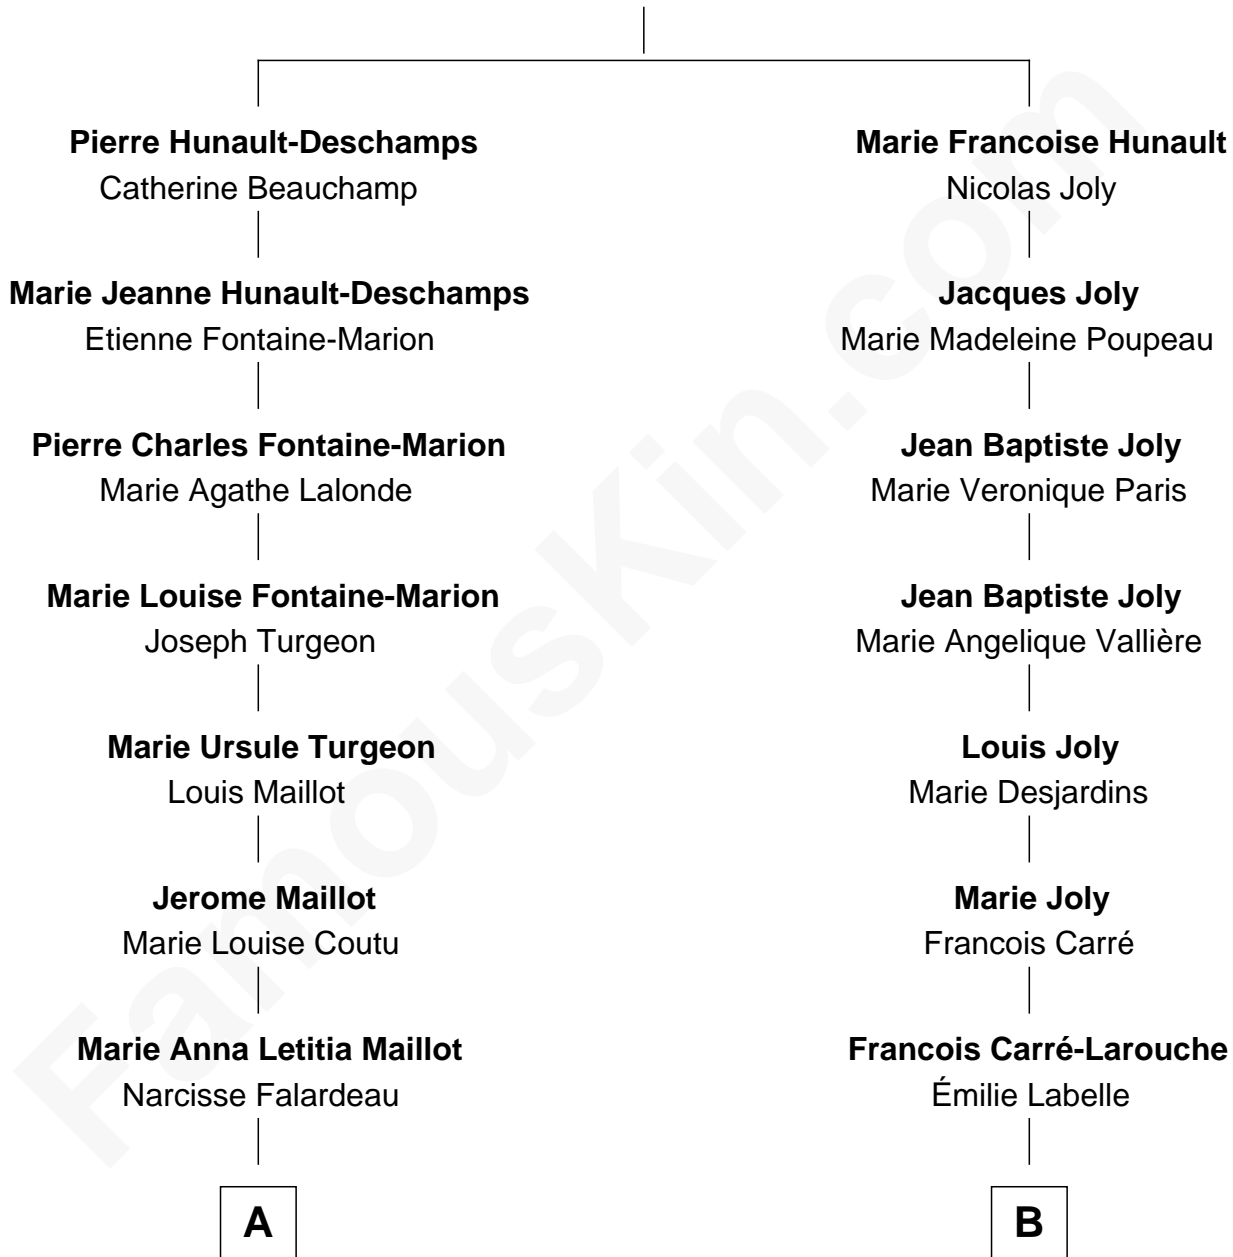 Pierre Hunault-Deschamps
Catherine Beauchamp
Marie Jeanne Hunault-Deschamps
Etienne Fontaine-Marion
Pierre Charles Fontaine-Marion
Marie Agathe Lalonde
Marie Louise Fontaine-Marion
Joseph Turgeon
Marie Ursule Turgeon
Louis Maillot
Jerome Maillot
Marie Louise Coutu
Marie Anna Letitia Maillot
Narcisse Falardeau
A
Marie Francoise Hunault
Nicolas Joly
Jacques Joly
Marie Madeleine Poupeau
Jean Baptiste Joly
Marie Veronique Paris
Jean Baptiste Joly
Marie Angelique Vallière
Louis Joly
Marie Desjardins
Marie Joly
Francois Carré
Francois Carré-Larouche
Émilie Labelle
B
FamousKin.com